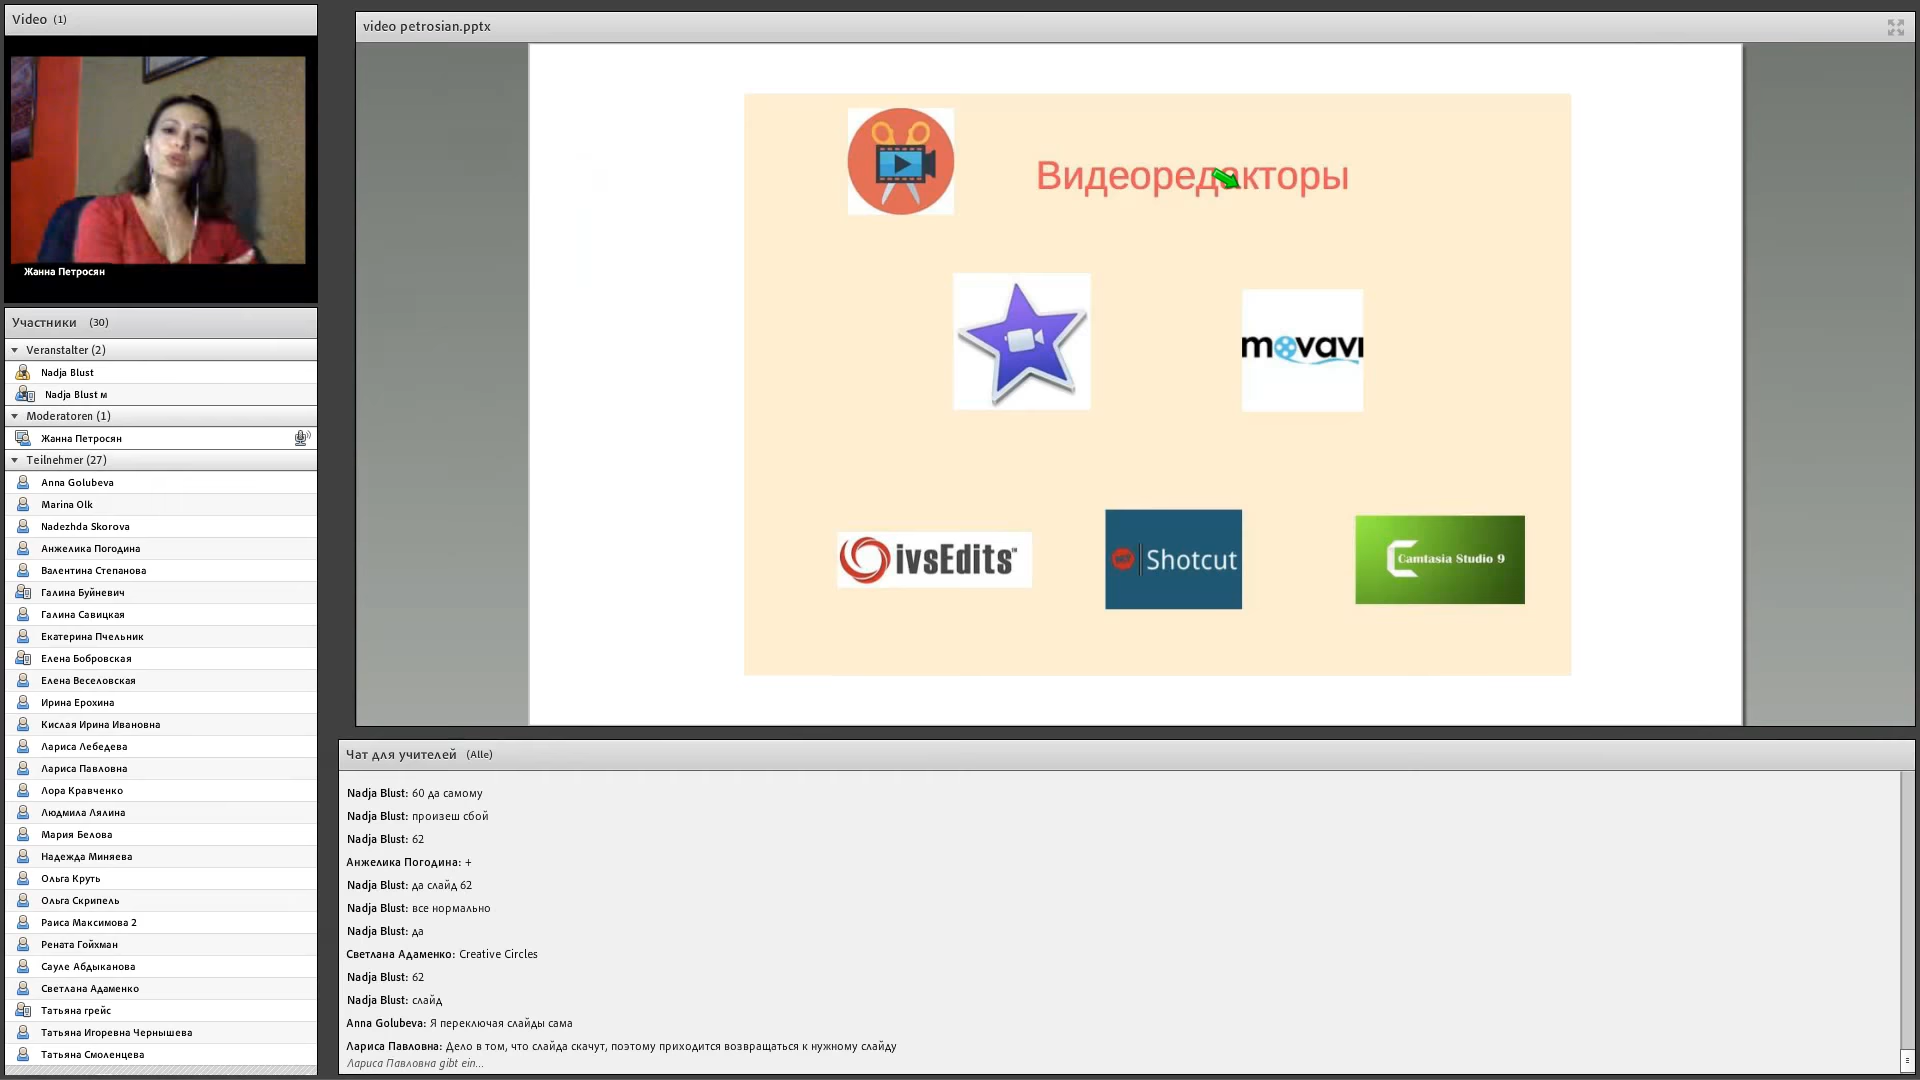 Video (1)
Жанна Петросян
Участники (30)
Veranstalter (2)
Nadja Blust
Nadja Blust м
Moderatoren (1)
Жанна Петросян
Teilnehmer (27)
Anna Golubeva
Marina Olk
Nadezhda Skorova
Анжелика Погодина
Валентина Степанова
Галина Буйневич
Галина Савицкая
Екатерина Пчельник
Елена Бобровская
Елена Веселовская
Ирина Ерохина
Кислая Ирина Ивановна
Лариса Лебедева
Лариса Павловна
Лора Кравченко
Людмила Лялина
Мария Белова
Надежда Миняева
Ольга Круть
Ольга Скрипель
Раиса Максимова 2
Рената Гойхман
Сауле Абдыканова
Светлана Адаменко
Татьяна грейс
Татьяна Игоревна Чернышева
Татьяна Смоленцева
video petrosian.pptx
Видеоредакторы
movavi
ivsEdits™
Shotcut
Camtasia Studio 9
Чат для учителей (Alle)
Nadja Blust: 60 да самому
Nadja Blust: произеш сбой
Nadja Blust: 62
Анжелика Погодина: +
Nadja Blust: да слайд 62
Nadja Blust: все нормально
Nadja Blust: да
Светлана Адаменко: Creative Circles
Nadja Blust: 62
Nadja Blust: слайд
Anna Golubeva: Я переключая слайды сама
Лариса Павловна: Дело в том, что слайда скачут, поэтому приходится возвращаться к нужному слайду
Лариса Павловна gibt ein...